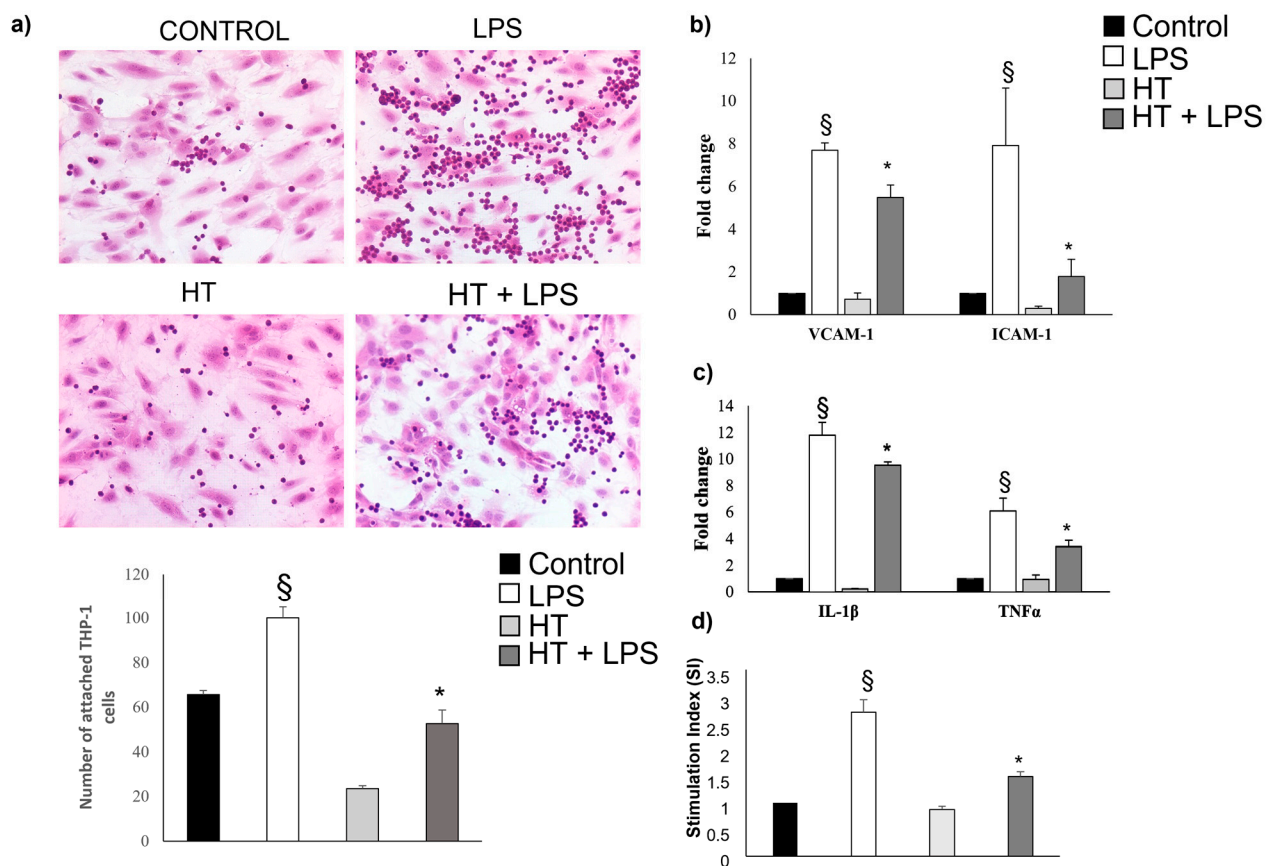 a)
CONTROL
LPS
HT
HT + LPS
Number of attached THP-1
cells
120
100
80
60
40
20
0
§
*
Control
LPS
HT
HT + LPS
b)
Control
LPS
HT
HT + LPS
Fold change
12
10
8
6
4
2
0
§
*
§
*
VCAM-1
ICAM-1
c)
Fold change
14
12
10
8
6
4
2
0
§
*
§
*
IL-1β
TNFα
d)
Stimulation Index (SI)
3.5
3
2.5
2
1.5
1
0.5
0
§
*